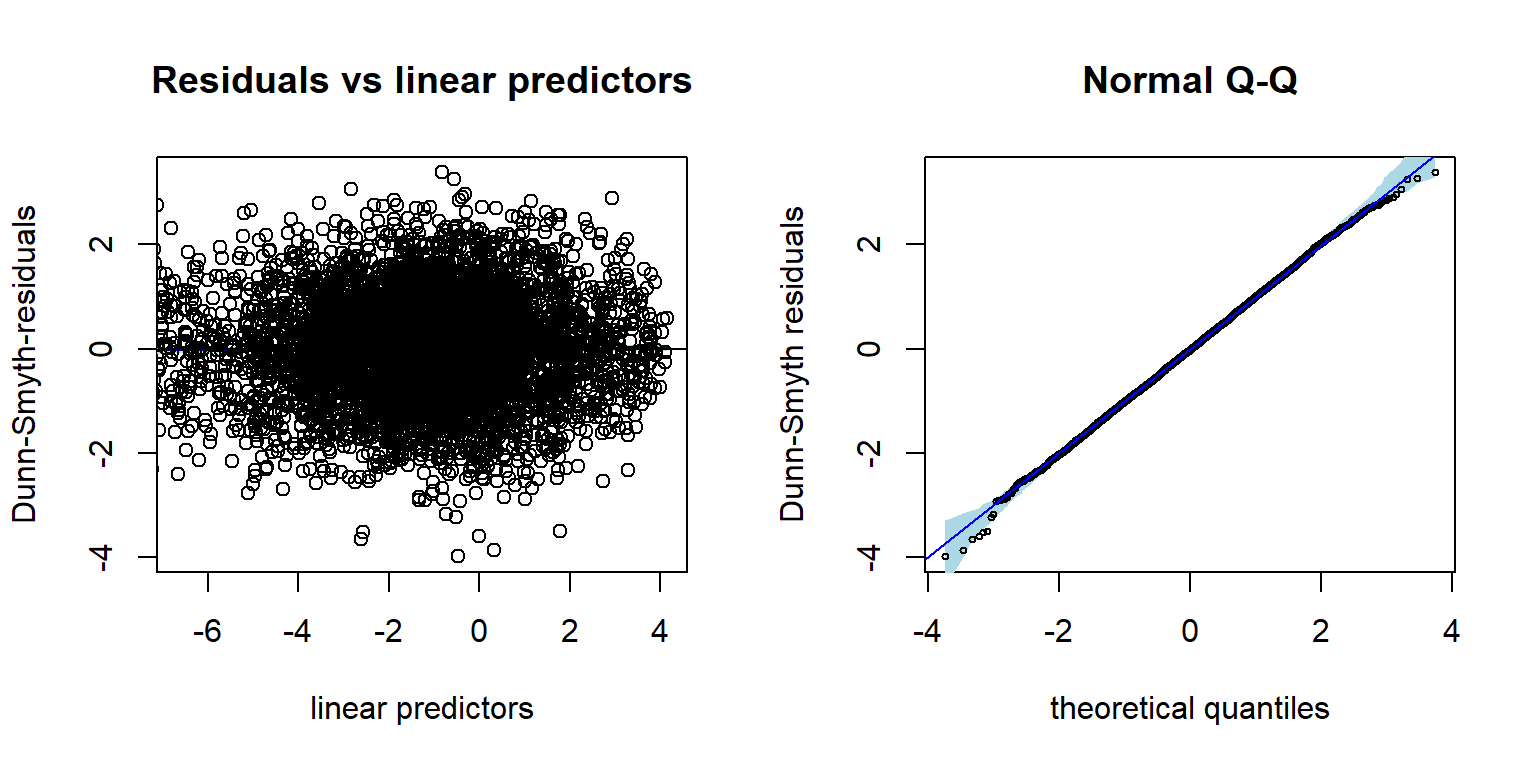 Residuals vs linear predictors
Dunn-Smyth-residuals
2
0
-2
-4
-6 -4 -2 0 2 4
linear predictors
Normal Q-Q
Dunn-Smyth residuals
2
0
-2
-4
-4 -2 0 2 4
theoretical quantiles